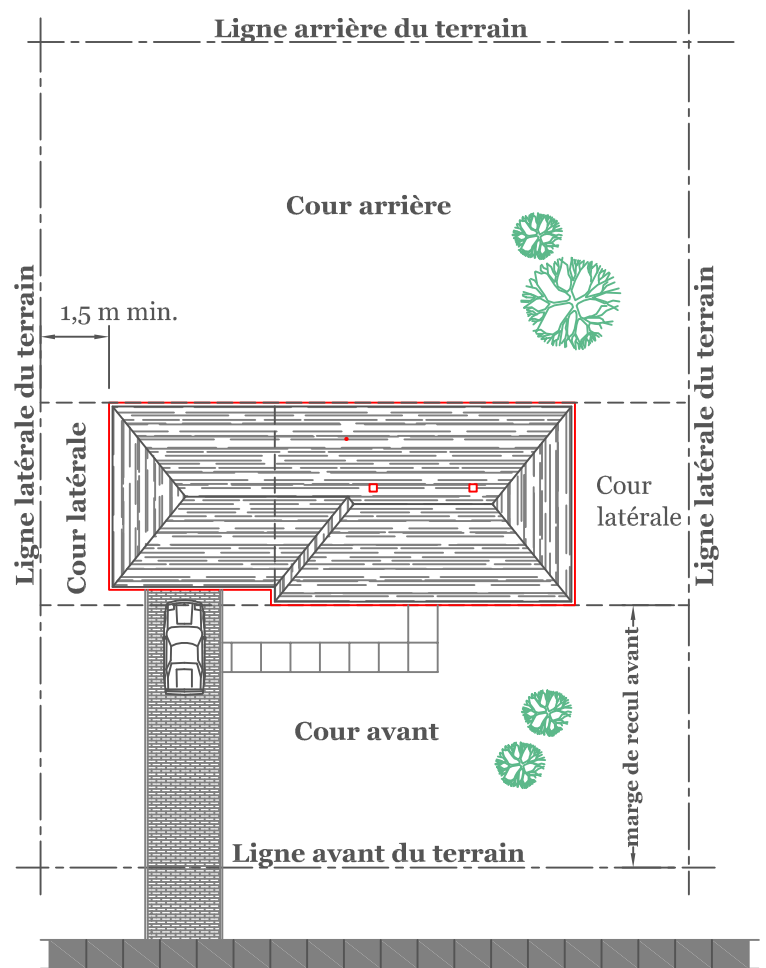 Ligne arrière du terrain
Cour arrière
1,5 m min.
Ligne latérale du terrain
Cour latérale
Cour
latérale
Ligne latérale du terrain
marge de recul avant
Cour avant
Ligne avant du terrain